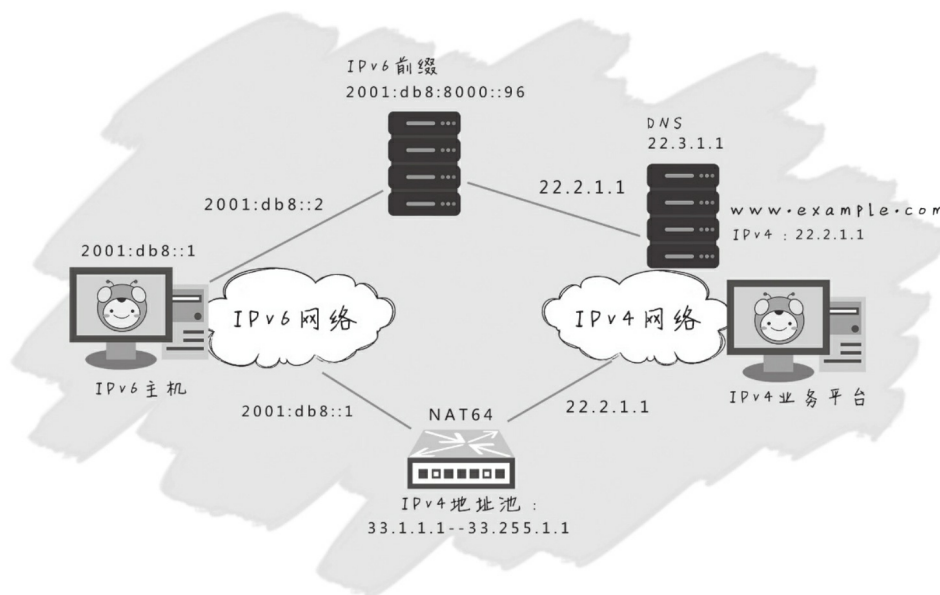 IPv6前缀
2001:db8:8000::96
DNS
22.3.1.1
2001:db8::2
22.2.1.1
www.example.com
IPv4：22.2.1.1
2001:db8::1
IPv6网络
IPv4网络
IPv6主机
IPv4业务平台
2001:db8::1
NAT64
22.2.1.1
IPv4地址池：
33.1.1.1--33.255.1.1